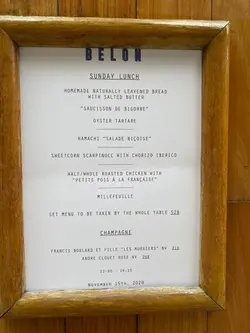 BELON
SUNDAY LUNCH
HOMEMADE NATURALLY LEAVENED BREAD
WITH SALTED BUTTER
"SAUCISSON DE BIGORRE"
OYSTER TARTARE
HAMACHI "SALADE NIÇOISE"
SWEETCORN SCARPINOCC WITH CHORIZO IBERICO
HALF/WHOLE ROASTED CHICKEN WITH
"PETITS POIS À LA FRANÇAISE"
MILLEFEUILLE
SET MENU TO BE TAKEN BY THE WHOLE TABLE
CHAMPAGNE
FRANCIS BOULARD ET FILLE "LES MURGIERS" NV
ANDRE CLOUET ROSE NV
November 15th, 2020